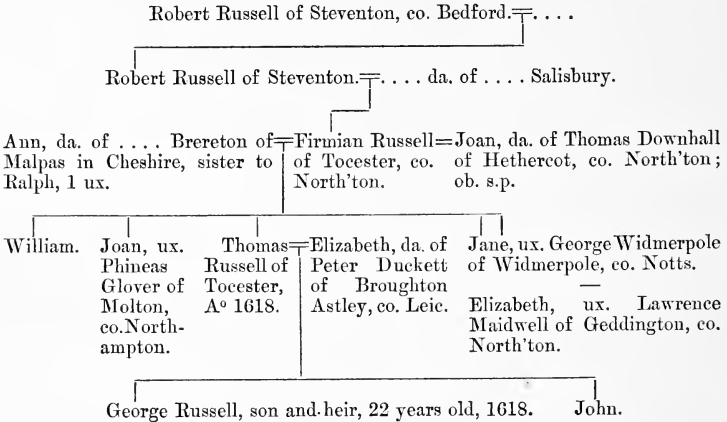 Robert Russell of Steventon, co. Bedford.=. . . .
Robert Russell of Steventon.=. . . . da. of . . . . Salisbury.
Ann, da. of . . . . Brereton of
Malpas in Cheshire, sister to
Ralph, 1 ux.
=Firmian Russell=
of Tocester, co.
North'ton.
Joan, da. of Thomas Downhall
of Hethercot, co. North'ton;
ob. s.p.
William.
Joan, ux.
Phineas
Glover of
Molton,
co.North-
ampton.
Thomas=
Russell of
Tocester,
Aº 1618.
Elizabeth, da. of
Peter Duckett
of Broughton
Astley, co. Leic.
Jane, ux. George Widmerpole
of Widmerpole, co. Notts.
—
Elizabeth, ux. Lawrence
Maidwell of Geddington, co.
North'ton.
George Russell, son and heir, 22 years old, 1618.
John.